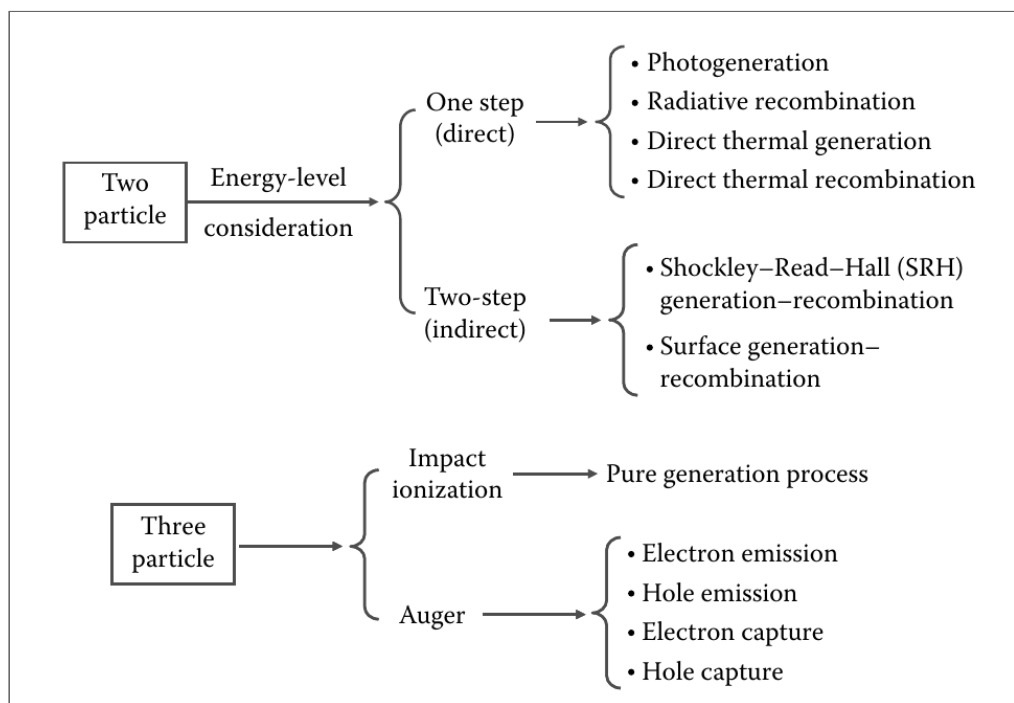 Two
particle
Energy-level
consideration
One step
(direct)
• Photogeneration
• Radiative recombination
• Direct thermal generation
• Direct thermal recombination
Two-step
(indirect)
• Shockley–Read–Hall (SRH)
generation–recombination
• Surface generation–
recombination
Three
particle
Impact
ionization
Pure generation process
Auger
• Electron emission
• Hole emission
• Electron capture
• Hole capture